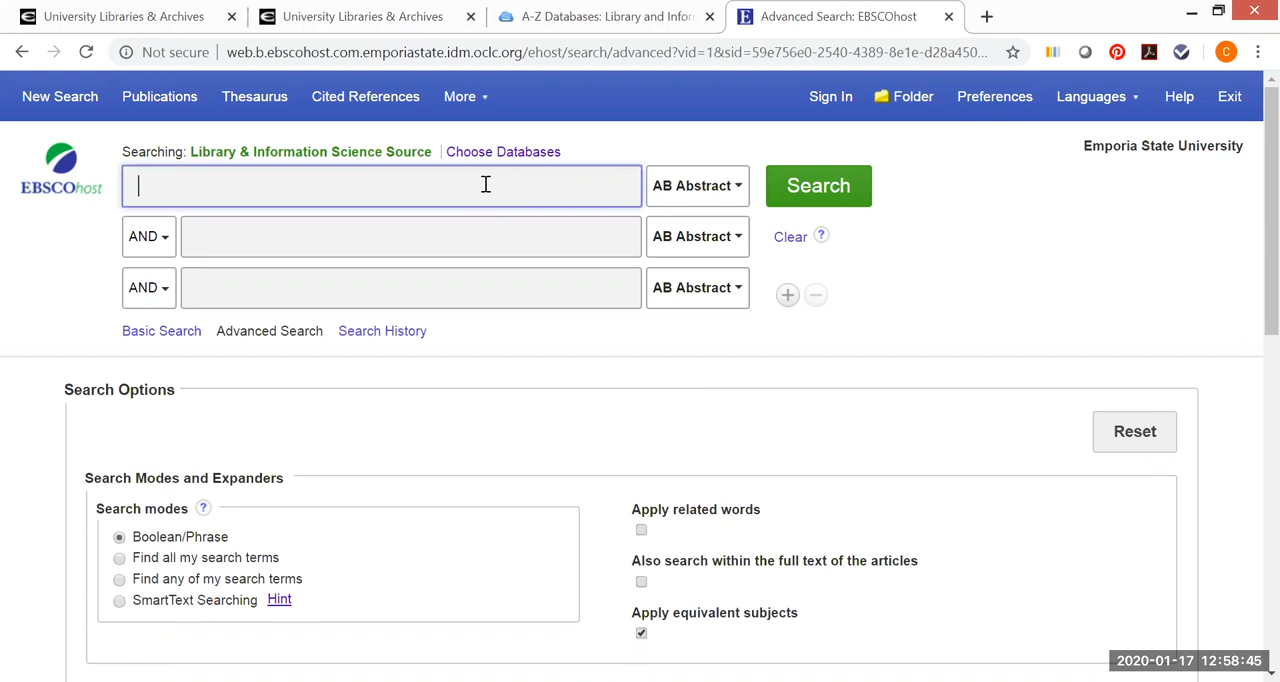 University Libraries & Archives
University Libraries & Archives
A-Z Databases: Library and Infor
Advanced Search: EBSCOhost
Not secure | web.b.ebscohost.com.emporiastate.idm.oclc.org/ehost/search/advanced?vid=1&sid=59e756e0-2540-4389-8e1e-d28a450...
C
New Search Publications Thesaurus Cited References More Sign In Folder Preferences Languages Help Exit
Searching: Library & Information Science Source | Choose Databases
Emporia State University
EBSCOhost
AB Abstract Search
AND AB Abstract Clear ?
AND AB Abstract
Basic Search Advanced Search Search History
Search Options
Reset
Search Modes and Expanders
Search modes ?
Boolean/Phrase
Find all my search terms
Find any of my search terms
SmartText Searching Hint
Apply related words
Also search within the full text of the articles
Apply equivalent subjects
2020-01-17 12:58:45